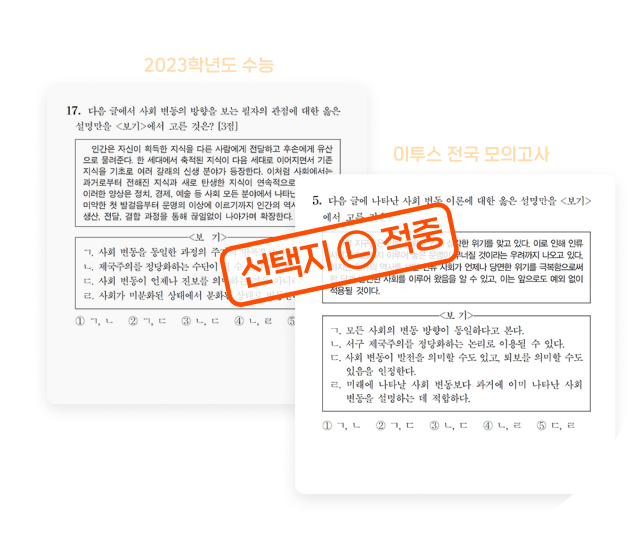 2023학년도 수능
17. 다음 글에서 사회 변동의 방향을 보는 필자의 관점에 대한 옳은
설명만을 <보기>에서 고른 것은? [3점]
인간은 자신이 획득한 지식을 다른 사람에게 전달하고 후손에게 유산
으로 물려준다. 한 세대에서 축적된 지식이 다음 세대로 이어지면서 기존
지식을 기초로 여러 갈래의 신생 분야가 등장한다. 이처럼 사회에서는
과거로부터 전해진 지식과 새로 탄생한 지식이 연속적으로
이러한 양상은 정치, 경제, 예술 등 사회 모든 분야에서 나타난
미약한 첫 발걸음부터 문명의 이상에 이르기까지 인간의 역사
생산, 전달, 결합 과정을 통해 끊임없이 나아가며 확장한다.
<보 기>
ㄱ. 사회 변동을 동일한 과정의
ㄴ. 제국주의를 정당화하는 수단이
ㄷ. 사회 변동이 언제나 진보를
ㄹ. 사회가 미분화된 상태에서
① ㄱ, ㄴ ② ㄱ, ㄷ ③ ㄴ, ㄷ ④ ㄴ, ㄹ ⑤
이투스 전국 모의고사
5. 다음 글에 나타난 사회 변동 이론에 대한 옳은 설명만을 <보기>
에서 고른
위기를 맞고 있다. 이로 인해 인류
무너질 것이라는 우려까지 나오고 있다.
인류 사회가 언제나 당면한 위기를 극복함으로써
사회를 이루어 왔음을 알 수 있고, 이는 앞으로도 예외 없이
적용될 것이다.
<보 기>
ㄱ. 모든 사회의 변동 방향이 동일하다고 본다.
ㄴ. 서구 제국주의를 정당화하는 논리로 이용될 수 있다.
ㄷ. 사회 변동이 발전을 의미할 수도 있고, 퇴보를 의미할 수도
있음을 인정한다.
ㄹ. 미래에 나타날 사회 변동보다 과거에 이미 나타난 사회
변동을 설명하는 데 적합하다.
① ㄱ, ㄴ ② ㄱ, ㄷ ③ ㄴ, ㄷ ④ ㄴ, ㄹ ⑤ ㄷ, ㄹ
선택지 ㄴ 적중